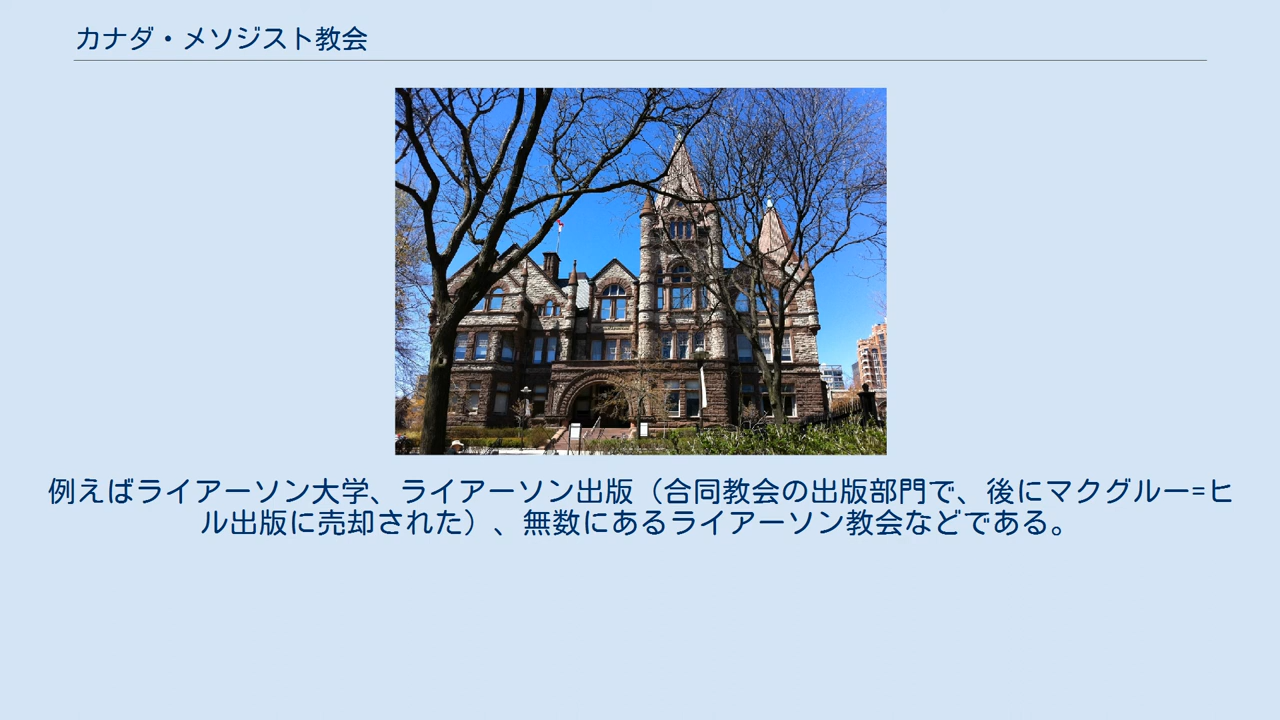 カナダ・メソジスト教会
例えばライアーソン大学、ライアーソン出版（合同教会の出版部門で、後にマクグルー=ヒ
ル出版に売却された）、無数にあるライアーソン教会などである。